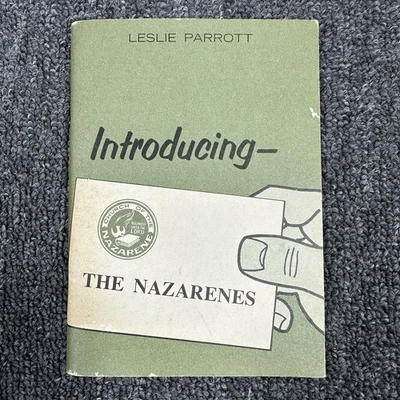 LESLIE PARROTT
Introducing—
CHURCH OF THE
NAZARENE
THE NAZARENES